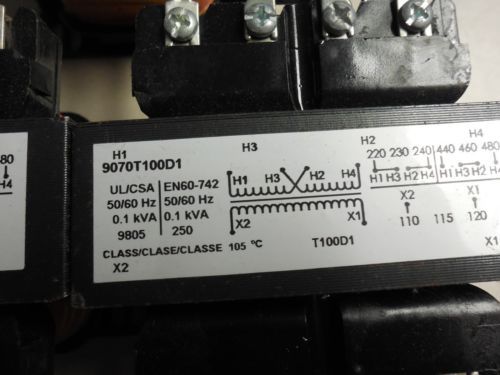 H1 H3 H2 H4
9070T100D1
220 230 240 440 460 480
H1 H3 H2 H4 H1 H3 H2 H4
UL/CSA EN60-742
50/60 Hz 50/60 Hz
0.1 kVA 0.1 kVA
9805 250
H1 H3 H2 H4
X2 X1
X2 X1
110 115 120
CLASS/CLASE/CLASSE 105 ºC T100D1
X2 X1
80
H4